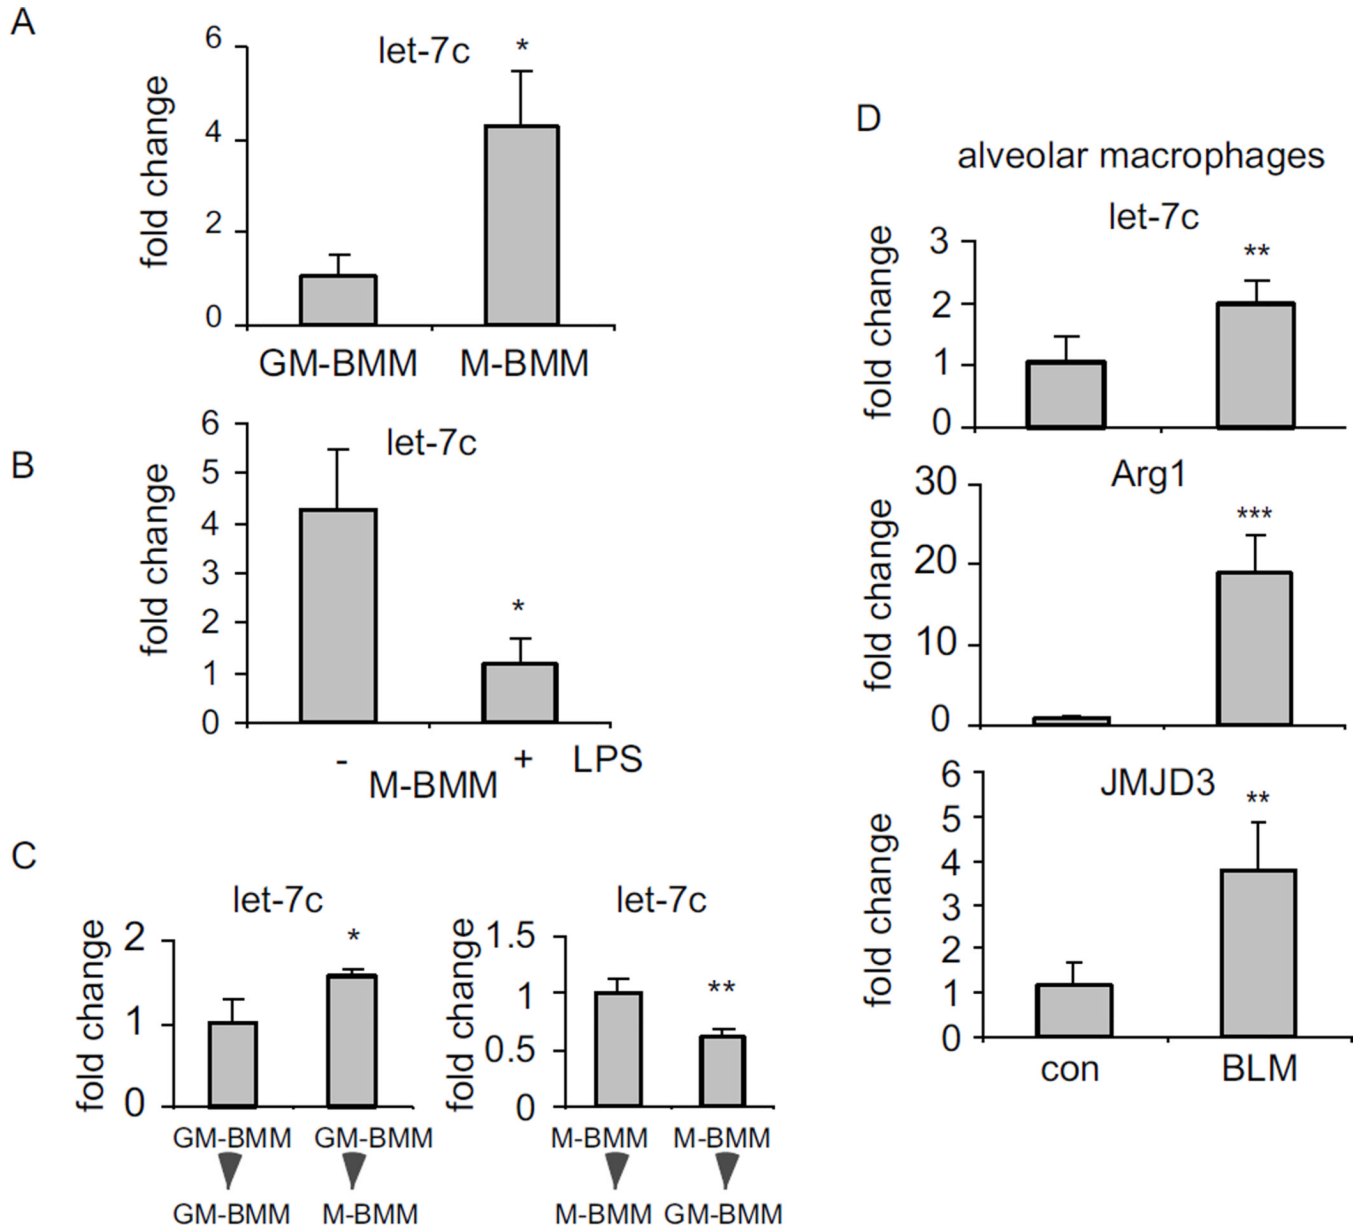 A
let-7c
*
fold change
6
4
2
0
GM-BMM M-BMM
B
let-7c
*
fold change
6
5
4
3
2
1
0
- + LPS
M-BMM
C
let-7c
*
fold change
2
1
0
GM-BMM GM-BMM
GM-BMM M-BMM
let-7c
**
fold change
1.5
1
0.5
0
M-BMM M-BMM
M-BMM GM-BMM
D
alveolar macrophages
let-7c
**
fold change
3
2
1
0
Arg1
***
fold change
30
20
10
0
JMJD3
**
fold change
6
5
4
3
2
1
0
con BLM